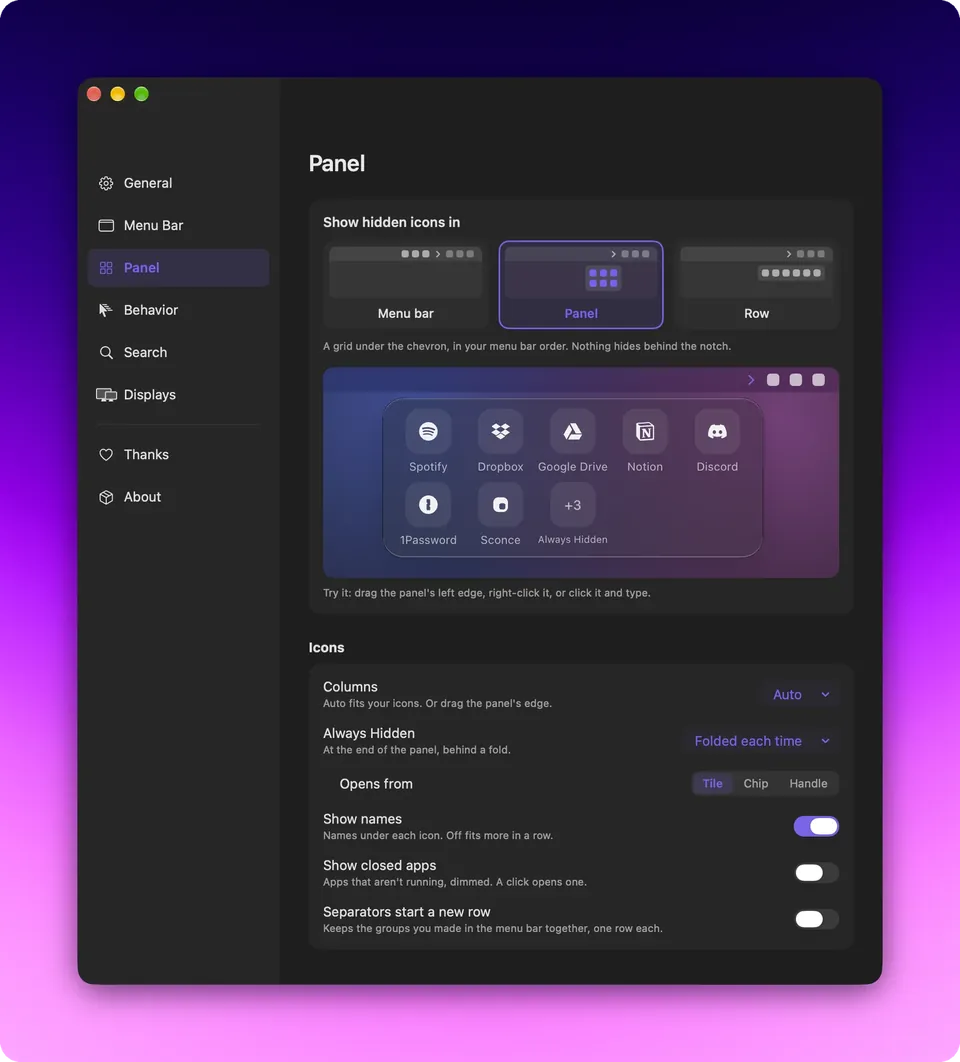 Panel
General
Menu Bar
Panel
Behavior
Search
Displays
Thanks
About
Show hidden icons in
Menu bar
Panel
Row
A grid under the chevron, in your menu bar order. Nothing hides behind the notch.
Spotify
Dropbox
Google Drive
Notion
Discord
1Password
Sconce
+3
Always Hidden
Try it: drag the panel's left edge, right-click it, or click it and type.
Icons
Columns
Auto fits your icons. Or drag the panel's edge.
Auto
Always Hidden
At the end of the panel, behind a fold.
Folded each time
Opens from
Tile
Chip
Handle
Show names
Names under each icon. Off fits more in a row.
Show closed apps
Apps that aren't running, dimmed. A click opens one.
Separators start a new row
Keeps the groups you made in the menu bar together, one row each.